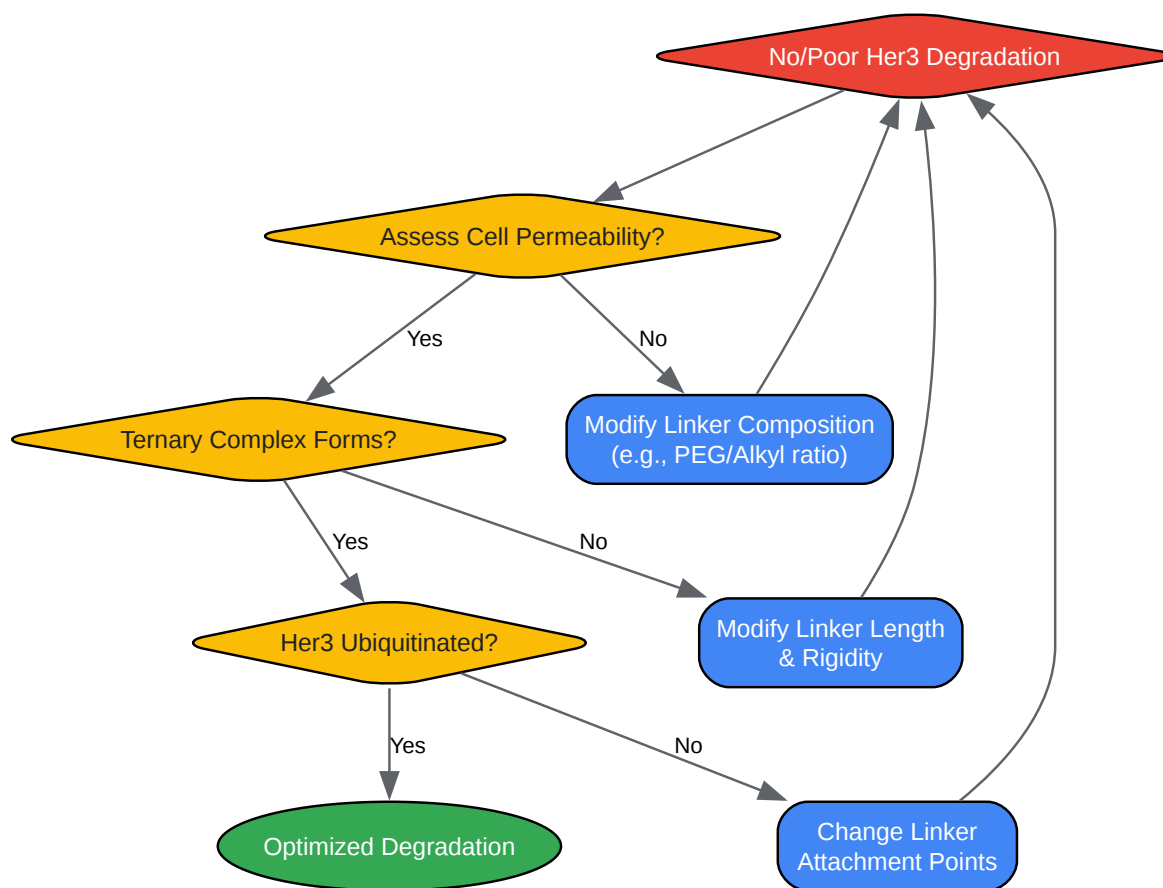 No/Poor Her3 Degradation
Assess Cell Permeability?
Yes
No
Modify Linker Composition
(e.g., PEG/Alkyl ratio)
Ternary Complex Forms?
Yes
No
Modify Linker Length
& Rigidity
Her3 Ubiquitinated?
Yes
No
Optimized Degradation
Change Linker
Attachment Points